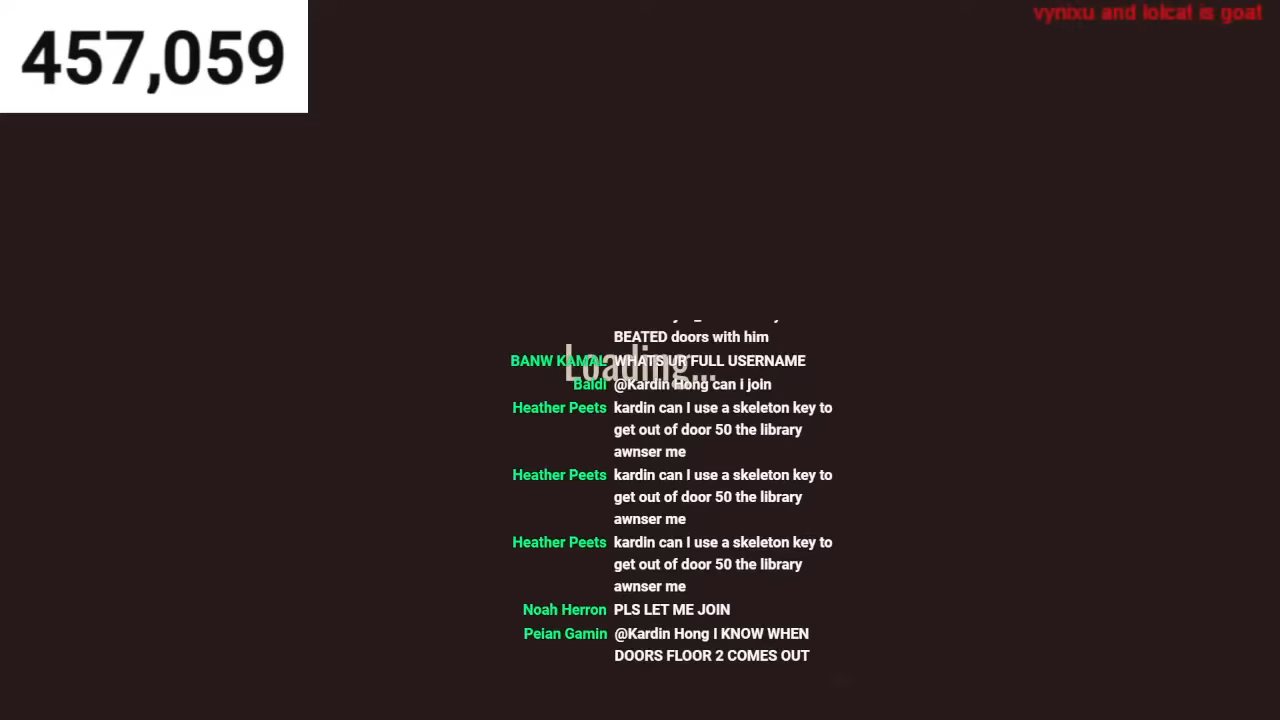 457,059
vynixu and lolcat is goat
BEATED doors with him
BANW KAMAL WHATS UR FULL USERNAME
Loading...
Baldi @Kardin Hong can i join
Heather Peets kardin can I use a skeleton key to
get out of door 50 the library
awnser me
Heather Peets kardin can I use a skeleton key to
get out of door 50 the library
awnser me
Heather Peets kardin can I use a skeleton key to
get out of door 50 the library
awnser me
Noah Herron PLS LET ME JOIN
Peian Gamin @Kardin Hong I KNOW WHEN
DOORS FLOOR 2 COMES OUT